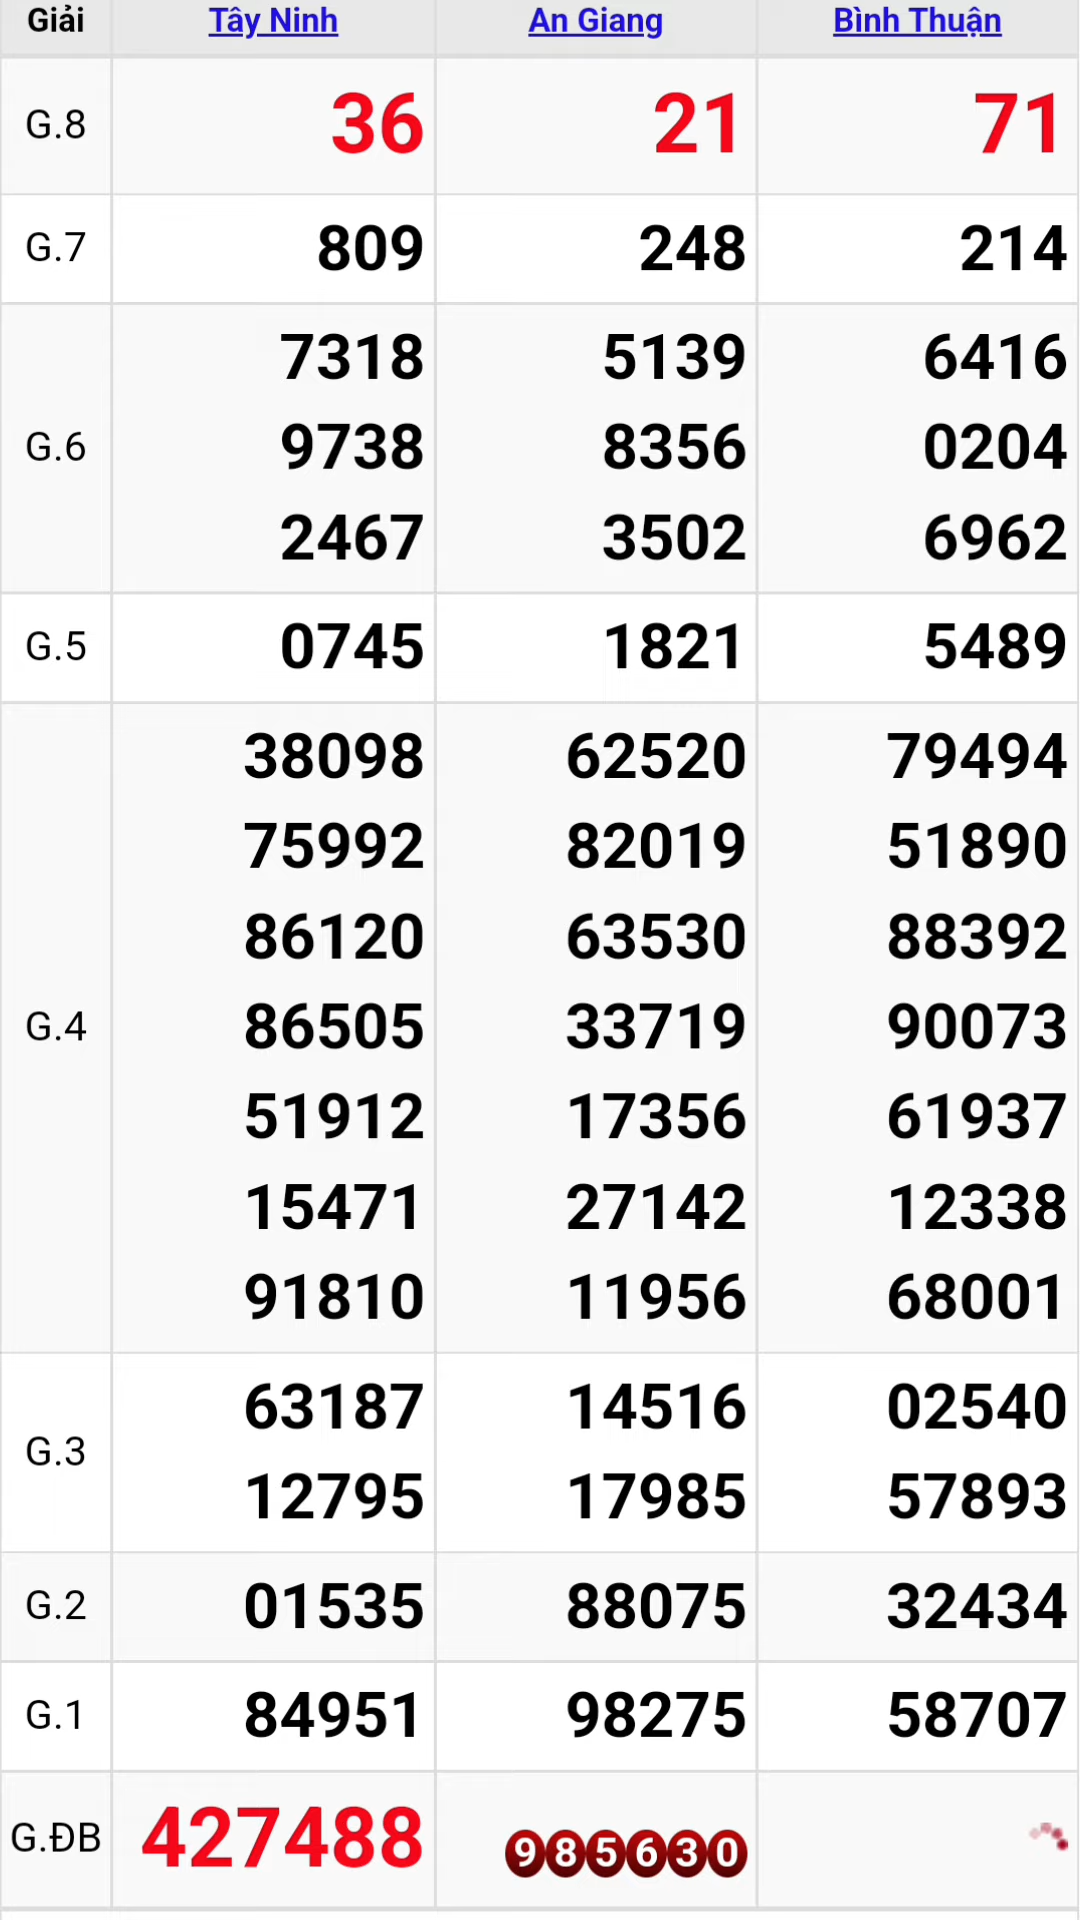 Giải Tây Ninh An Giang Bình Thuận
G.8 36 21 71
G.7 809 248 214
7318 5139 6416
G.6 9738 8356 0204
2467 3502 6962
G.5 0745 1821 5489
38098 62520 79494
75992 82019 51890
86120 63530 88392
G.4 86505 33719 90073
51912 17356 61937
15471 27142 12338
91810 11956 68001
63187 14516 02540
G.3
12795 17985 57893
G.2 01535 88075 32434
G.1 84951 98275 58707
G.ĐB 427488 985630